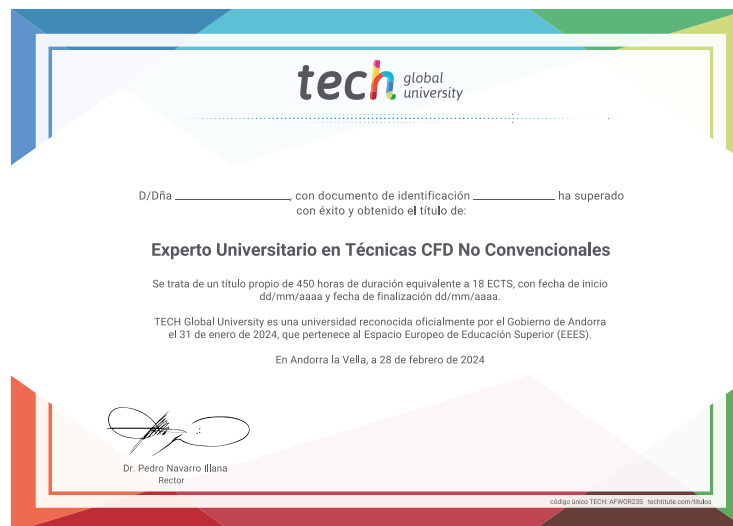 tech global university
D/Dña ____________________, con documento de identificación ______________ ha superado
con éxito y obtenido el título de:
Experto Universitario en Técnicas CFD No Convencionales
Se trata de un título propio de 450 horas de duración equivalente a 18 ECTS, con fecha de inicio
dd/mm/aaaa y fecha de finalización dd/mm/aaaa.
TECH Global University es una universidad reconocida oficialmente por el Gobierno de Andorra
el 31 de enero de 2024, que pertenece al Espacio Europeo de Educación Superior (EEES).
En Andorra la Vella, a 28 de febrero de 2024
Dr. Pedro Navarro Illana
Rector
código único TECH: AFWOR23S techtitute.com/titulos